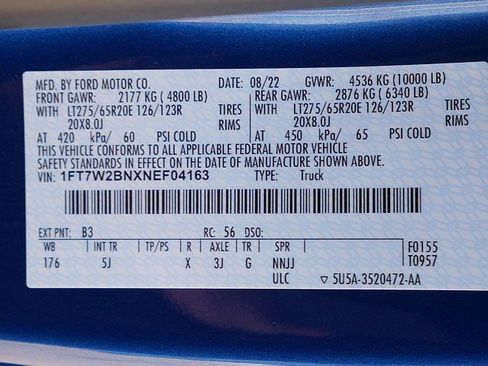 MFD. BY FORD MOTOR CO. DATE: 08/22 GVWR: 4536 KG (10000 LB)
FRONT GAWR: 2177 KG ( 4800 LB) REAR GAWR: 2876 KG ( 6340 LB)
WITH LT275/65R20E 126/123R TIRES WITH LT275/65R20E 126/123R TIRES
20X8.0J RIMS 20X8.0J RIMS
AT 420 kPa/ 60 PSI COLD AT 450 kPa/ 65 PSI COLD
THIS VEHICLE CONFORMS TO ALL APPLICABLE FEDERAL MOTOR VEHICLE
SAFETY STANDARDS IN EFFECT ON THE DATE OF MANUFACTURE SHOWN ABOVE.
VIN: 1FT7W2BNXNEF04163 TYPE: Truck
EXT PNT: B3 RC: 56 DSO:
WB INT TR TP/PS R AXLE TR SPR F0155
176 5J X 3J G NNJJ T0957
ULC ▽ 5U5A-3520472-AA